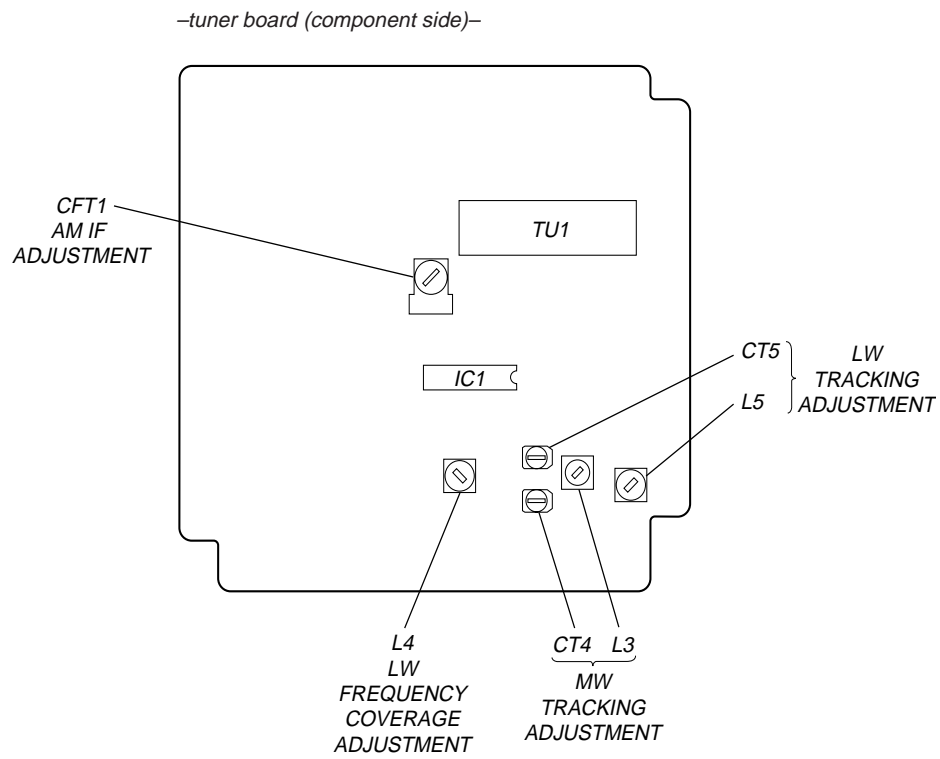 –tuner board (component side)–
CFT1
AM IF
ADJUSTMENT
TU1
IC1
CT5
L5
LW
TRACKING
ADJUSTMENT
L4
LW
FREQUENCY
COVERAGE
ADJUSTMENT
CT4 L3
MW
TRACKING
ADJUSTMENT